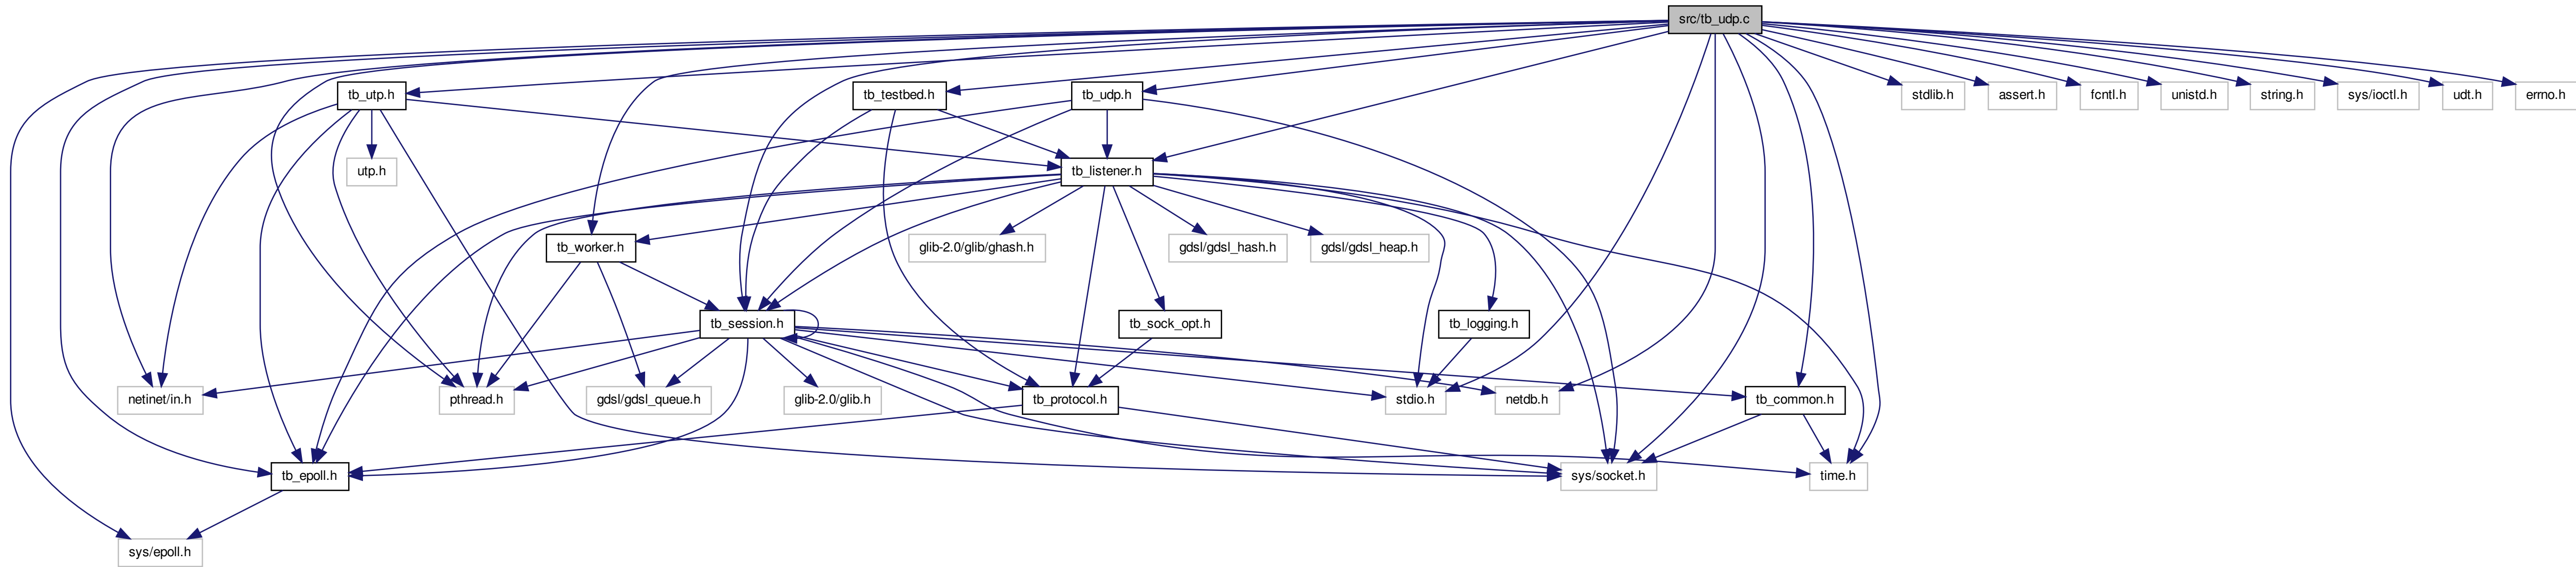 src/tb_udp.c
tb_utp.h
tb_testbed.h
tb_udp.h
stdlib.h
assert.h
fcntl.h
unistd.h
string.h
sys/ioctl.h
udt.h
errno.h
utp.h
tb_listener.h
tb_worker.h
glib-2.0/glib/ghash.h
gdsl/gdsl_hash.h
gdsl/gdsl_heap.h
tb_session.h
tb_sock_opt.h
tb_logging.h
netinet/in.h
pthread.h
gdsl/gdsl_queue.h
glib-2.0/glib.h
tb_protocol.h
stdio.h
netdb.h
tb_common.h
tb_epoll.h
sys/socket.h
time.h
sys/epoll.h